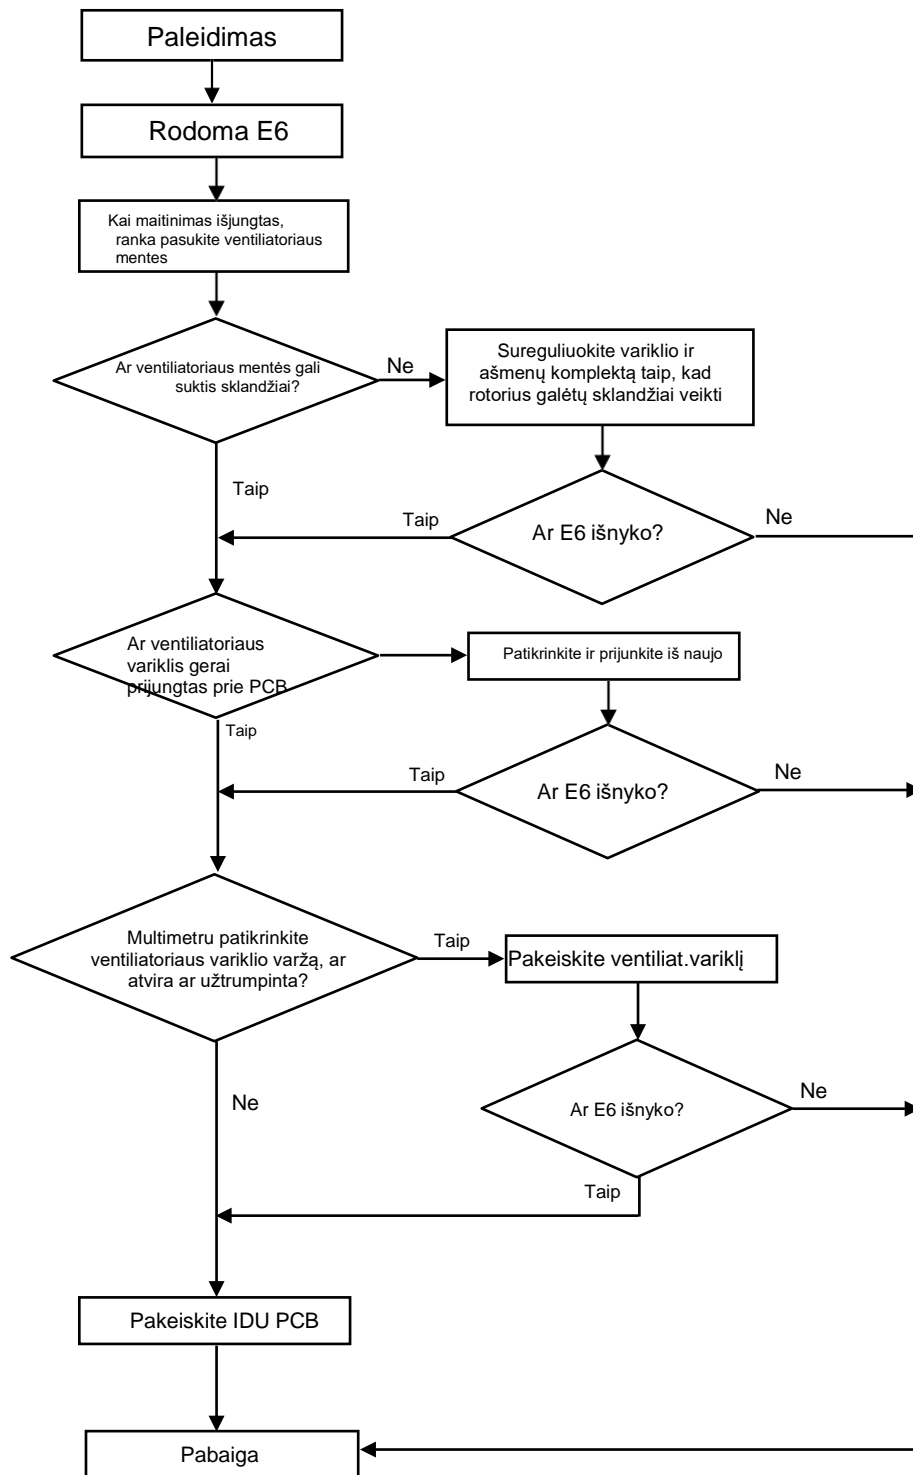 Paleidimas
Rodoma E6
Kai maitinimas išjungtas,
ranka pasukite ventiliatoriaus
mentes
Ar ventiliatoriaus mentės gali
suktis sklandžiai?
Ne
Sureguliuokite variklio ir
ašmenų komplektą taip, kad
rotorius galėtų sklandžiai veikti
Taip
Taip
Ar E6 išnyko?
Ne
Ar ventiliatoriaus
variklis gerai
prijungtas prie PCB
Patikrinkite ir prijunkite iš naujo
Taip
Taip
Ar E6 išnyko?
Ne
Multimetru patikrinkite
ventiliatoriaus variklio varžą, ar
atvira ar užtrumpinta?
Taip
Pakeiskite ventiliat.variklį
Ne
Ar E6 išnyko?
Ne
Taip
Pakeiskite IDU PCB
Pabaiga